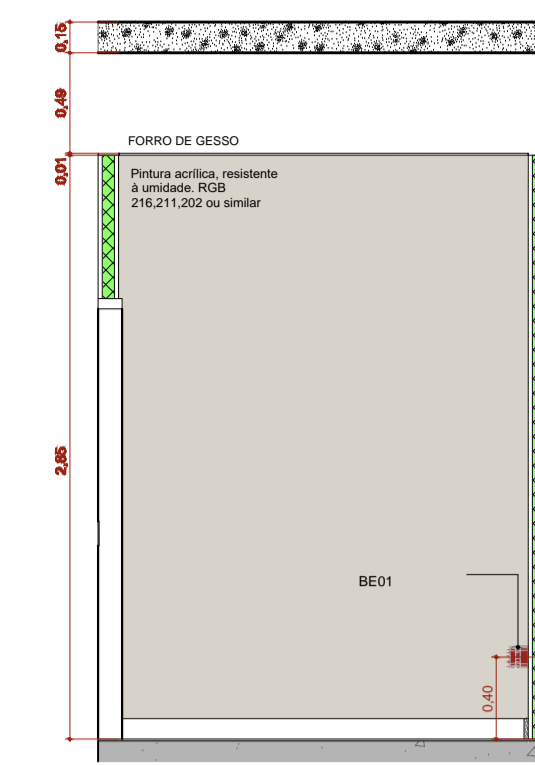 0,15
0,49
FORRO DE GESSO
0,01
Pintura acrílica, resistente
à umidade. RGB
216,211,202 ou similar
2,85
BE01
0,40